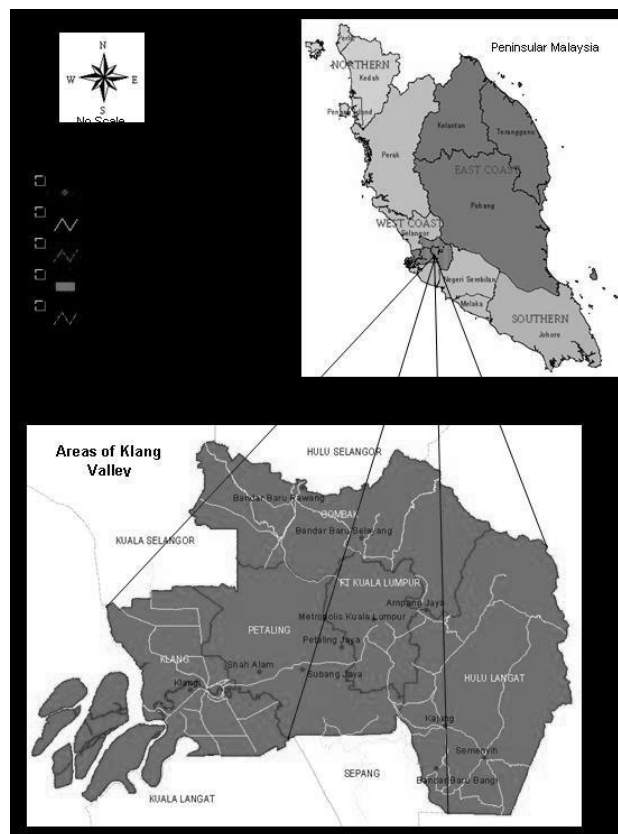 N
W E
S
No Scale
Peninsular Malaysia
NORTHERN
Kedah
Kelantan
Terengganu
Perak
EAST COAST
Pahang
WEST COAST
Selangor
Negeri Sembilan
Melaka
SOUTHERN
Johore
Areas of Klang
Valley
HULU SELANGOR
Bandar Baru Rawang
GOMBAK
Bandar Baru Selayang
KUALA SELANGOR
FT KUALA LUMPUR
Ampang Jaya
Metropolis Kuala Lumpur
PETALING
Petaling Jaya
KLANG
Shah Alam
Subang Jaya
Klang
HULU LANGAT
Kajang
Semenyih
SEPANG
Bandar Baru Bangi
KUALA LANGAT